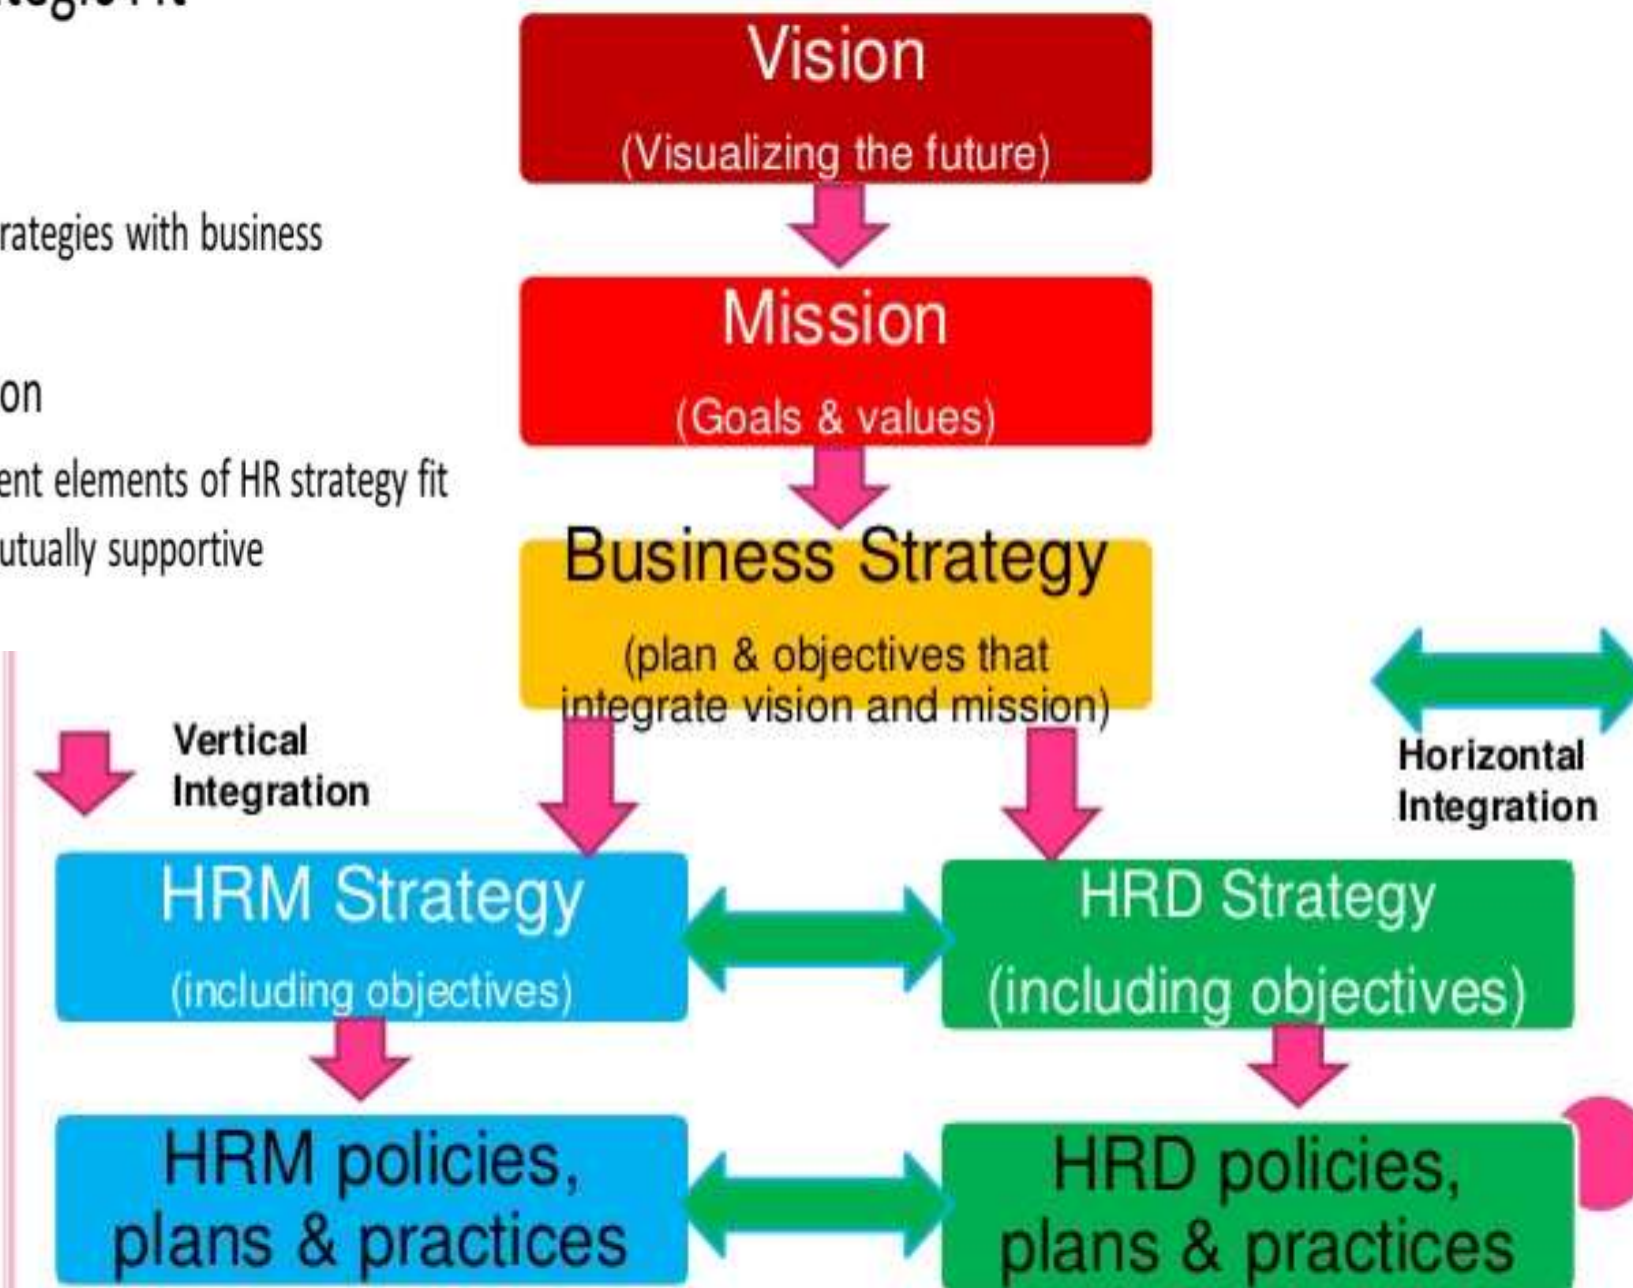 Vision
(Visualizing the future)
rategies with business
Mission
(Goals & values)
on
ent elements of HR strategy fit
utually supportive
Business Strategy
(plan & objectives that
integrate vision and mission)
Vertical
Integration
Horizontal
Integration
HRM Strategy
(including objectives)
HRD Strategy
(including objectives)
HRM policies,
plans & practices
HRD policies,
plans & practices